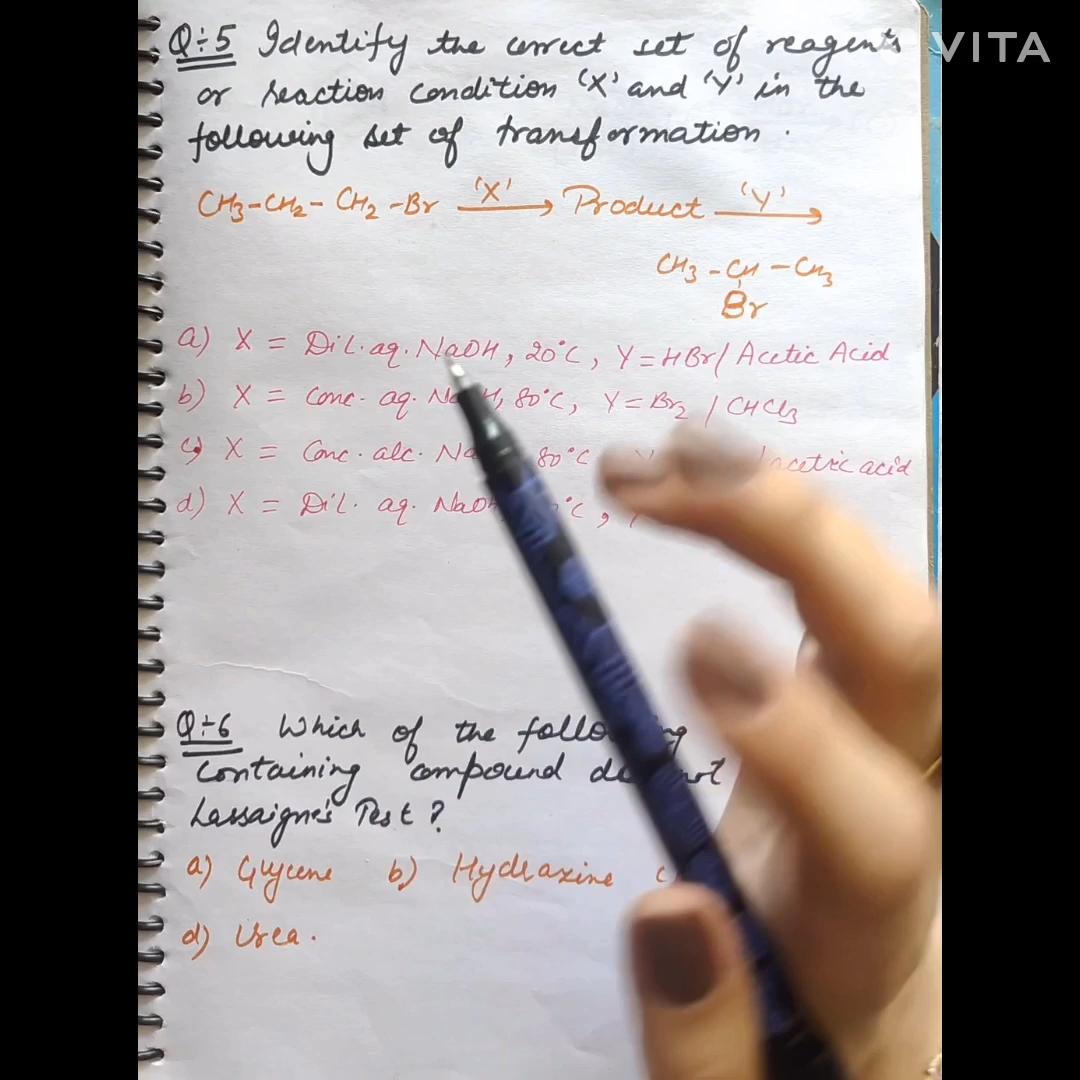 VITA
Q÷5 Identify the correct set of reagents
or reaction condition 'X' and 'Y' in the
following set of transformation.
CH3-CH2-CH2-Br 'X' Product 'Y'
CH3-CH-CH3
Br
a) X = Dil. aq. NaOH, 20°C, Y = HBr/Acetic Acid
b) X = Conc. aq. 80°C, Y = Br2 / CHCl3
c) X = Conc. alc. 80°C /acetic acid
d) X = Dil. aq. NaOH
Q÷6 Which of the
containing compound not
Lassaigne's Test?
a) Glycene b) Hydrazine c)
d) Urea.